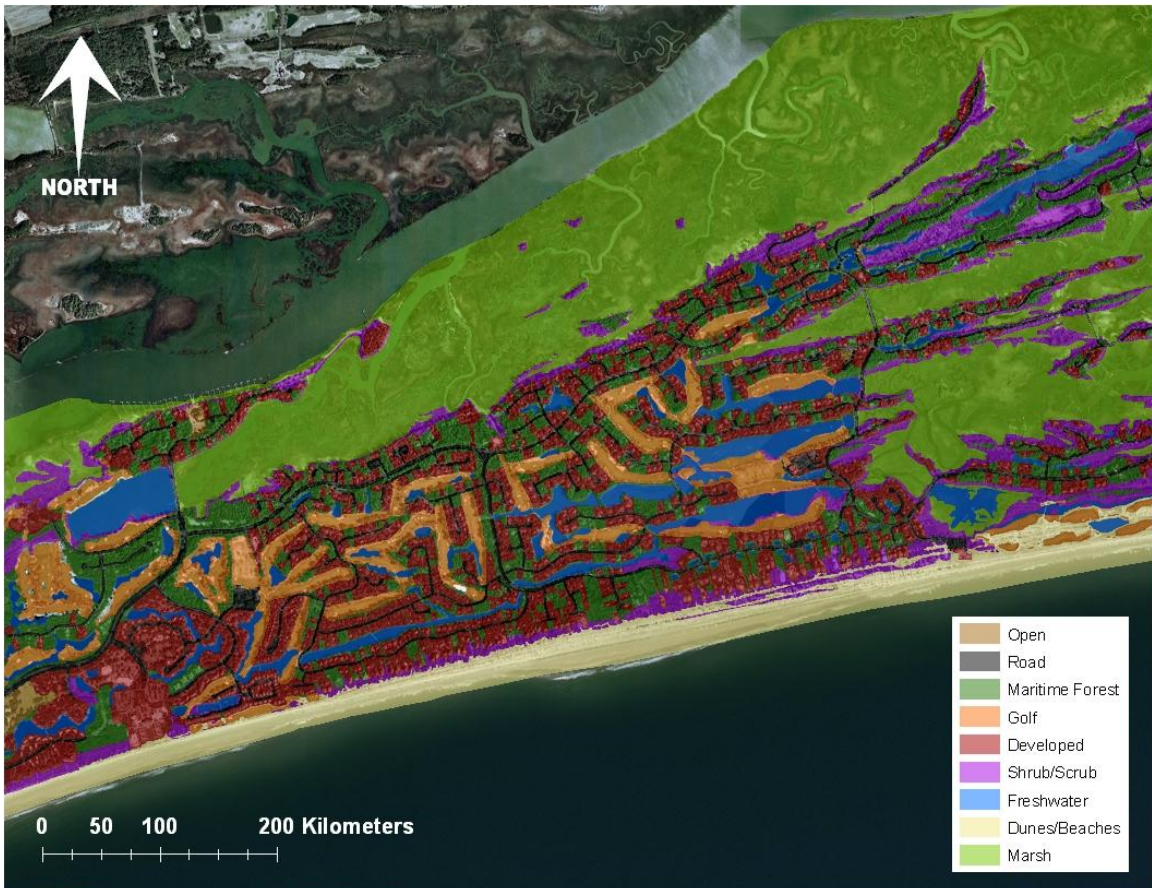 NORTH
Open
Road
Maritime Forest
Golf
Developed
Shrub/Scrub
Freshwater
Dunes/Beaches
Marsh
0 50 100 200 Kilometers